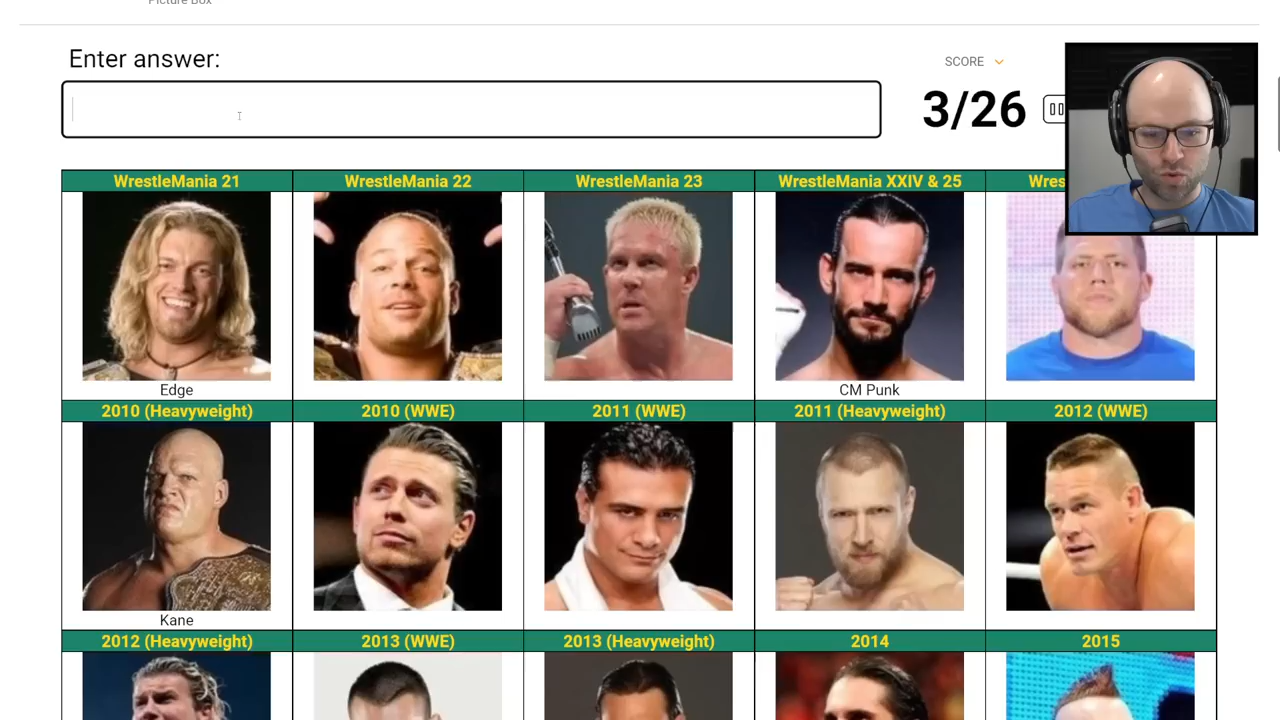 Picture Box
Enter answer:
SCORE
3/26
WrestleMania 21
WrestleMania 22
WrestleMania 23
WrestleMania XXIV & 25
Wres
Edge
CM Punk
2010 (Heavyweight)
2010 (WWE)
2011 (WWE)
2011 (Heavyweight)
2012 (WWE)
Kane
2012 (Heavyweight)
2013 (WWE)
2013 (Heavyweight)
2014
2015